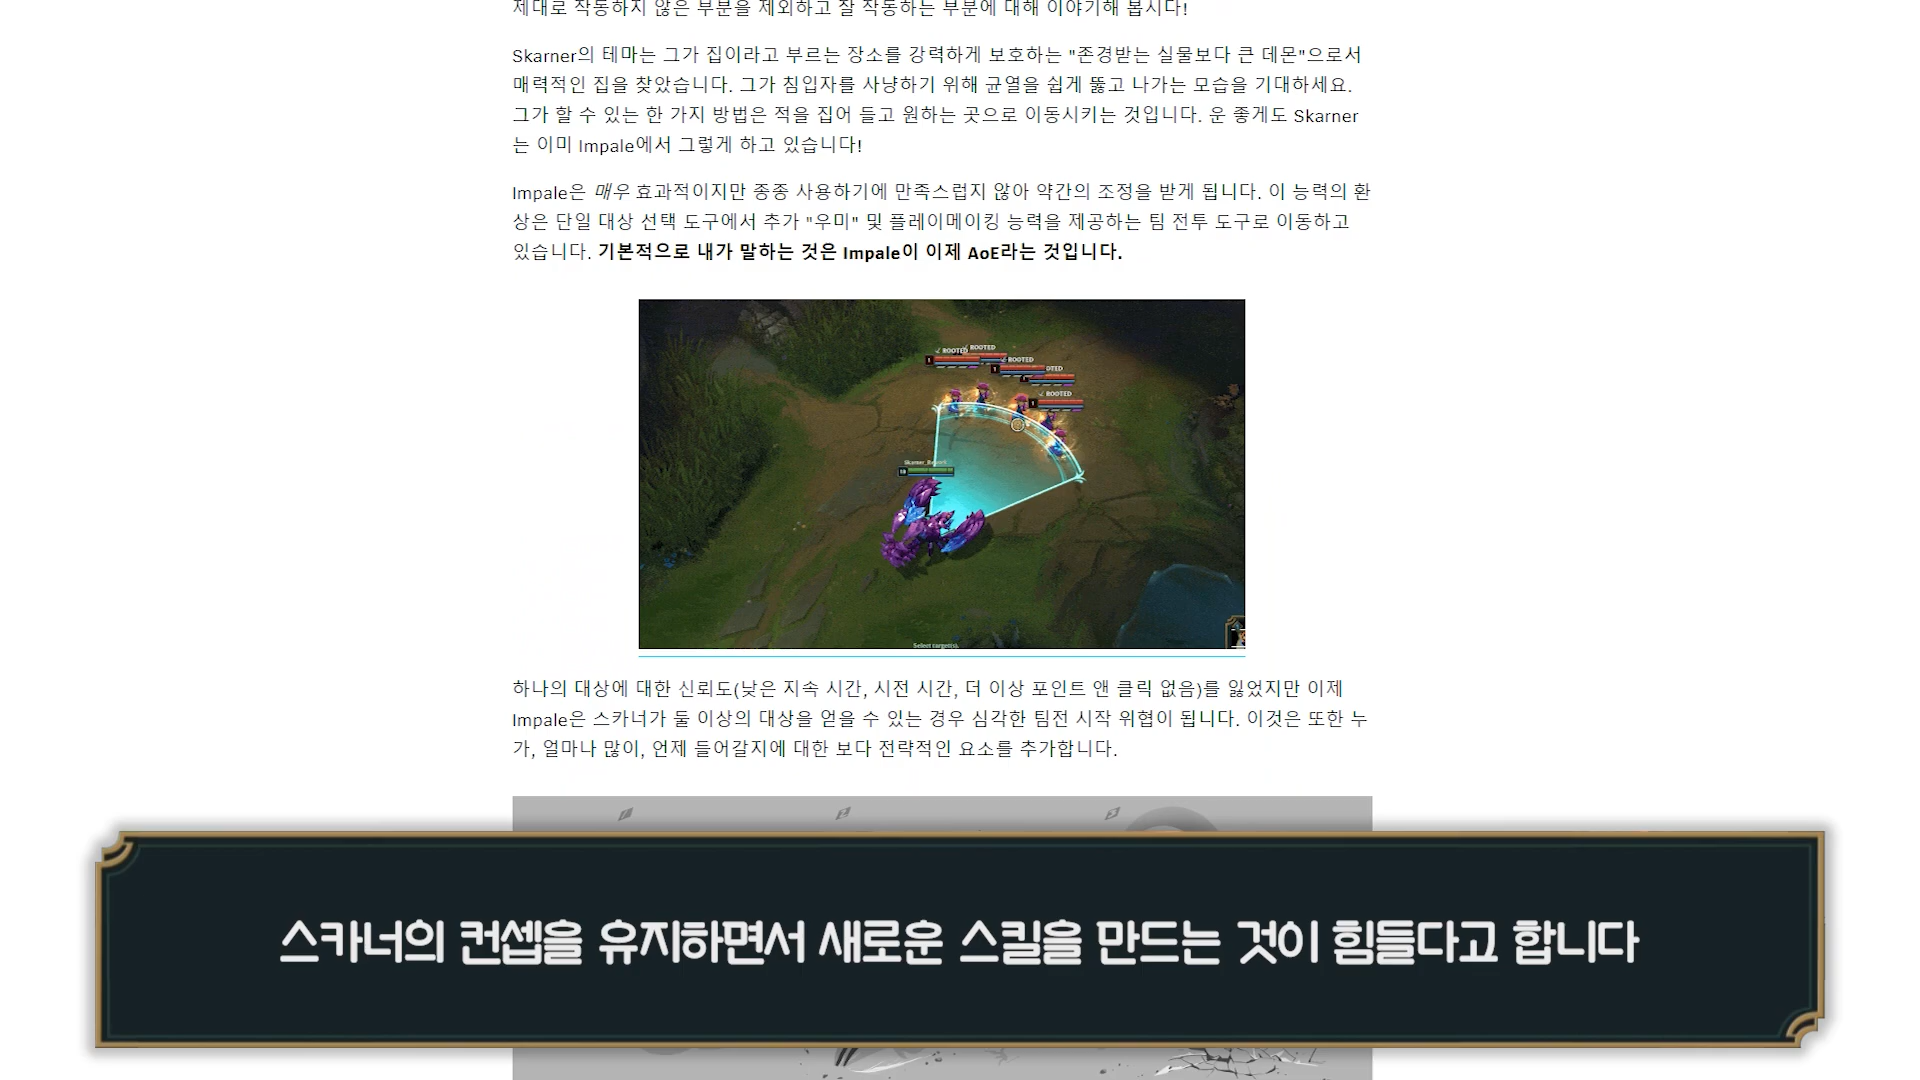 제대로 작동하지 않은 부분을 제외하고 잘 작동하는 부분에 대해 이야기해 봅시다!
Skarner의 테마는 그가 집이라고 부르는 장소를 강력하게 보호하는 "존경받는 실물보다 큰 데몬"으로서
매력적인 집을 찾았습니다. 그가 침입자를 사냥하기 위해 균열을 쉽게 뚫고 나가는 모습을 기대하세요.
그가 할 수 있는 한 가지 방법은 적을 집어 들고 원하는 곳으로 이동시키는 것입니다. 운 좋게도 Skarner
는 이미 Impale에서 그렇게 하고 있습니다!
Impale은 매우 효과적이지만 종종 사용하기에 만족스럽지 않아 약간의 조정을 받게 됩니다. 이 능력의 환
상은 단일 대상 선택 도구에서 추가 "우미" 및 플레이메이킹 능력을 제공하는 팀 전투 도구로 이동하고
있습니다. 기본적으로 내가 말하는 것은 Impale이 이제 AoE라는 것입니다.
ROOTED
ROOTED
ROOTED
OTED
ROOTED
Select target(s).
하나의 대상에 대한 신뢰도(낮은 지속 시간, 시전 시간, 더 이상 포인트 앤 클릭 없음)를 잃었지만 이제
Impale은 스카너가 둘 이상의 대상을 얻을 수 있는 경우 심각한 팀전 시작 위협이 됩니다. 이것은 또한 누
가, 얼마나 많이, 언제 들어갈지에 대한 보다 전략적인 요소를 추가합니다.
스카너의 컨셉을 유지하면서 새로운 스킬을 만드는 것이 힘들다고 합니다